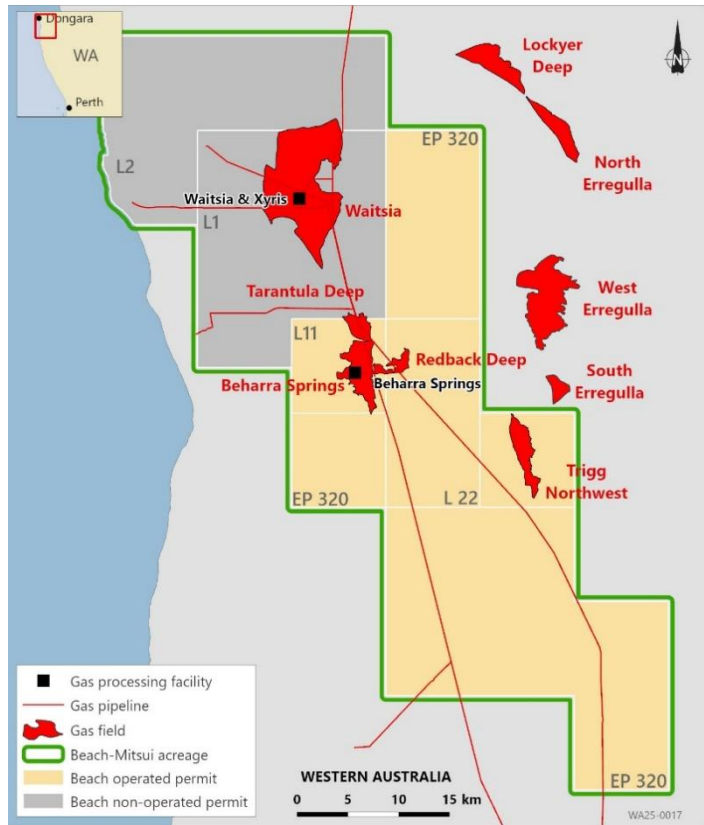 Dongara
WA
Perth
N
Lockyer
Deep
EP 320
North
Erregulla
L2
Waitsia & Xyris
Waitsia
L1
West
Erregulla
Tarantula Deep
L11
Redback Deep
Beharra Springs
Beharra Springs
South
Erregulla
Trigg
Northwest
EP 320
L 22
Gas processing facility
Gas pipeline
Gas field
Beach-Mitsui acreage
Beach operated permit
Beach non-operated permit
WESTERN AUSTRALIA
0 5 10 15 km
EP 320
WA25-0017